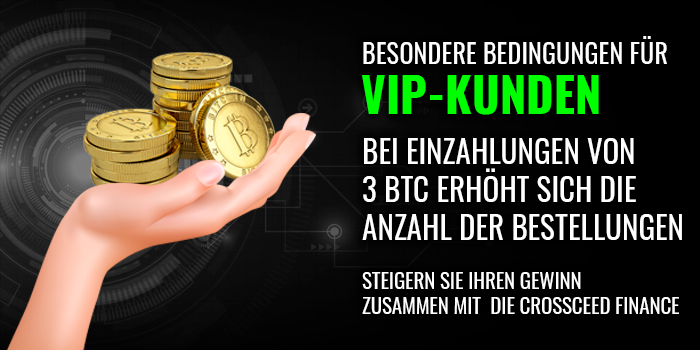 BESONDERE BEDINGUNGEN FÜR
VIP-KUNDEN
BEI EINZAHLUNGEN VON
3 BTC ERHÖHT SICH DIE
ANZAHL DER BESTELLUNGEN
STEIGERN SIE IHREN GEWINN
ZUSAMMEN MIT  DIE CROSSCEED FINANCE